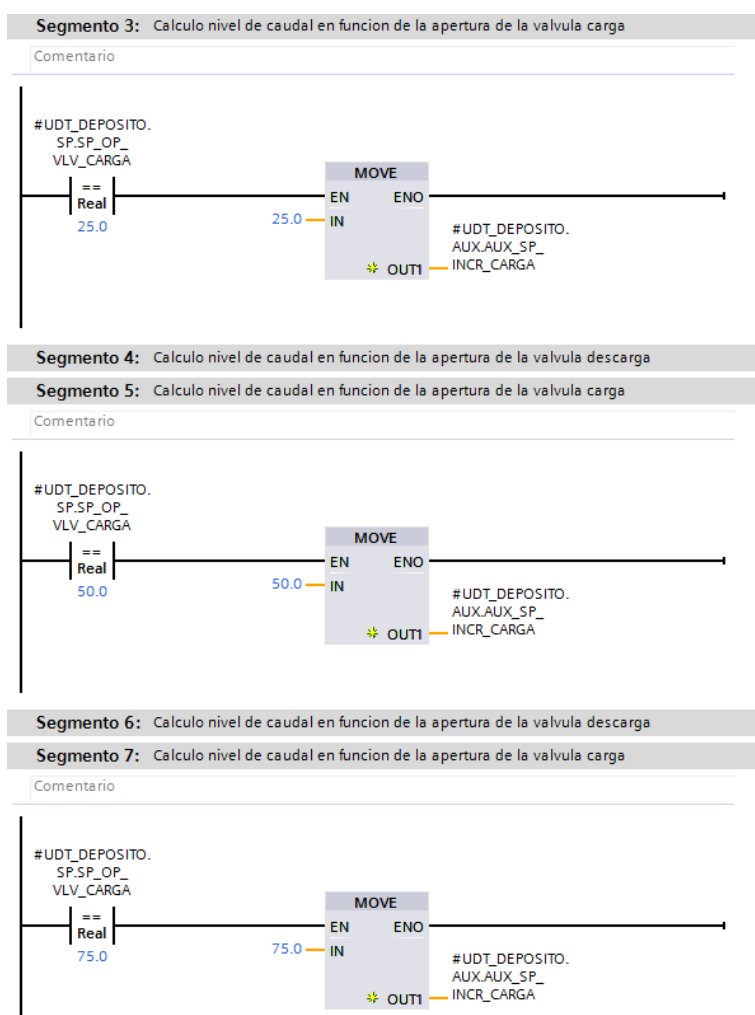 Segmento 3: Calculo nivel de caudal en funcion de la apertura de la valvula carga
Comentario
#UDT_DEPOSITO.
SP.SP_OP_
VLV_CARGA
==
Real
25.0
MOVE
EN ENO
25.0 IN
OUT1
#UDT_DEPOSITO.
AUX.AUX_SP_
INCR_CARGA
Segmento 4: Calculo nivel de caudal en funcion de la apertura de la valvula descarga
Segmento 5: Calculo nivel de caudal en funcion de la apertura de la valvula carga
Comentario
#UDT_DEPOSITO.
SP.SP_OP_
VLV_CARGA
==
Real
50.0
MOVE
EN ENO
50.0 IN
OUT1
#UDT_DEPOSITO.
AUX.AUX_SP_
INCR_CARGA
Segmento 6: Calculo nivel de caudal en funcion de la apertura de la valvula descarga
Segmento 7: Calculo nivel de caudal en funcion de la apertura de la valvula carga
Comentario
#UDT_DEPOSITO.
SP.SP_OP_
VLV_CARGA
==
Real
75.0
MOVE
EN ENO
75.0 IN
OUT1
#UDT_DEPOSITO.
AUX.AUX_SP_
INCR_CARGA